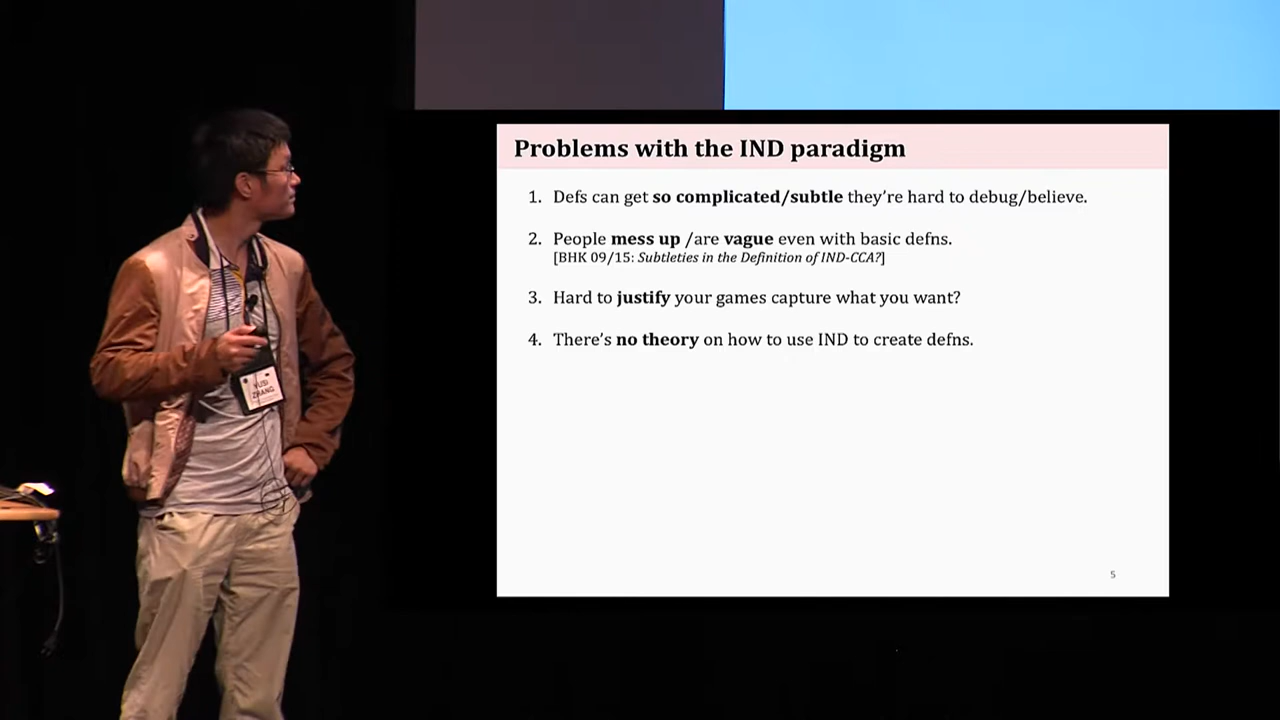 Problems with the IND paradigm
1. Defs can get so complicated/subtle they're hard to debug/believe.
2. People mess up /are vague even with basic defns.
[BHK 09/15: Subtleties in the Definition of IND-CCA?]
3. Hard to justify your games capture what you want?
4. There's no theory on how to use IND to create defns.
5
YUSI
ZHANG